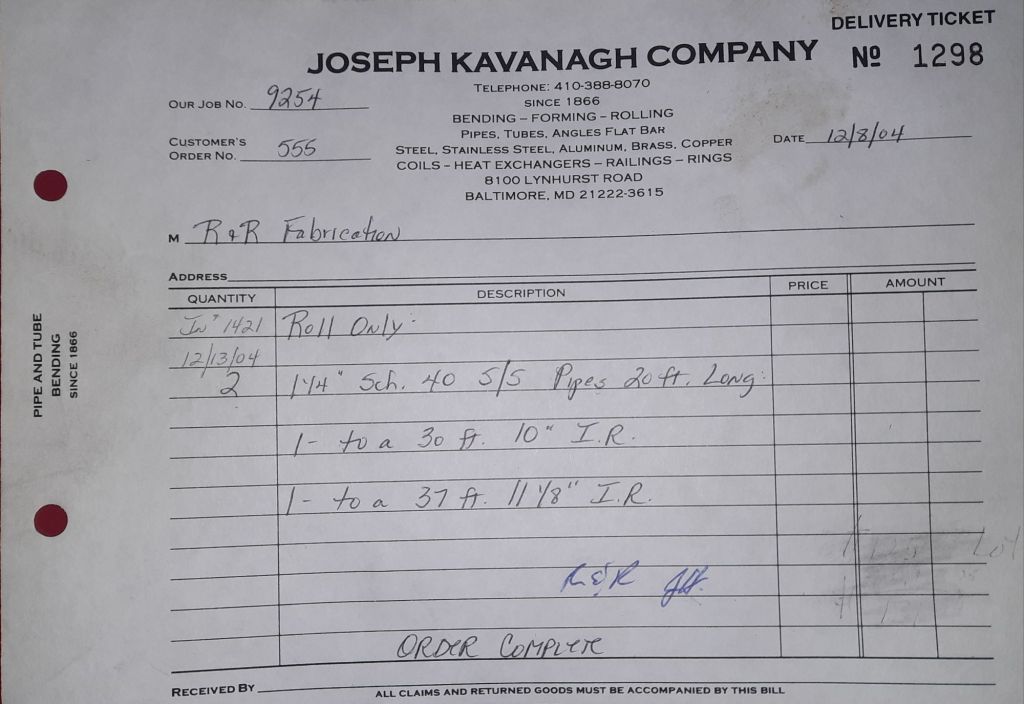 DELIVERY TICKET
JOSEPH KAVANAGH COMPANY
Nº 1298
TELEPHONE: 410-388-8070
SINCE 1866
BENDING – FORMING – ROLLING
PIPES, TUBES, ANGLES FLAT BAR
STEEL, STAINLESS STEEL, ALUMINUM, BRASS, COPPER
COILS – HEAT EXCHANGERS – RAILINGS – RINGS
8100 LYNHURST ROAD
BALTIMORE, MD 21222-3615
OUR JOB NO. 9254
CUSTOMER'S
ORDER NO. 555
DATE 12/8/04
M R & R Fabrication
ADDRESS
QUANTITY DESCRIPTION PRICE AMOUNT
1421 Roll Only:
12/13/04
2 1 1/4" Sch. 40 S/S Pipes 20 ft. Long:
1- to a 30 ft. 10" I.R.
1- to a 37 ft. 11 1/8" I.R.
R & R
ORDER COMPLETE
RECEIVED BY
ALL CLAIMS AND RETURNED GOODS MUST BE ACCOMPANIED BY THIS BILL
PIPE AND TUBE
BENDING
SINCE 1866